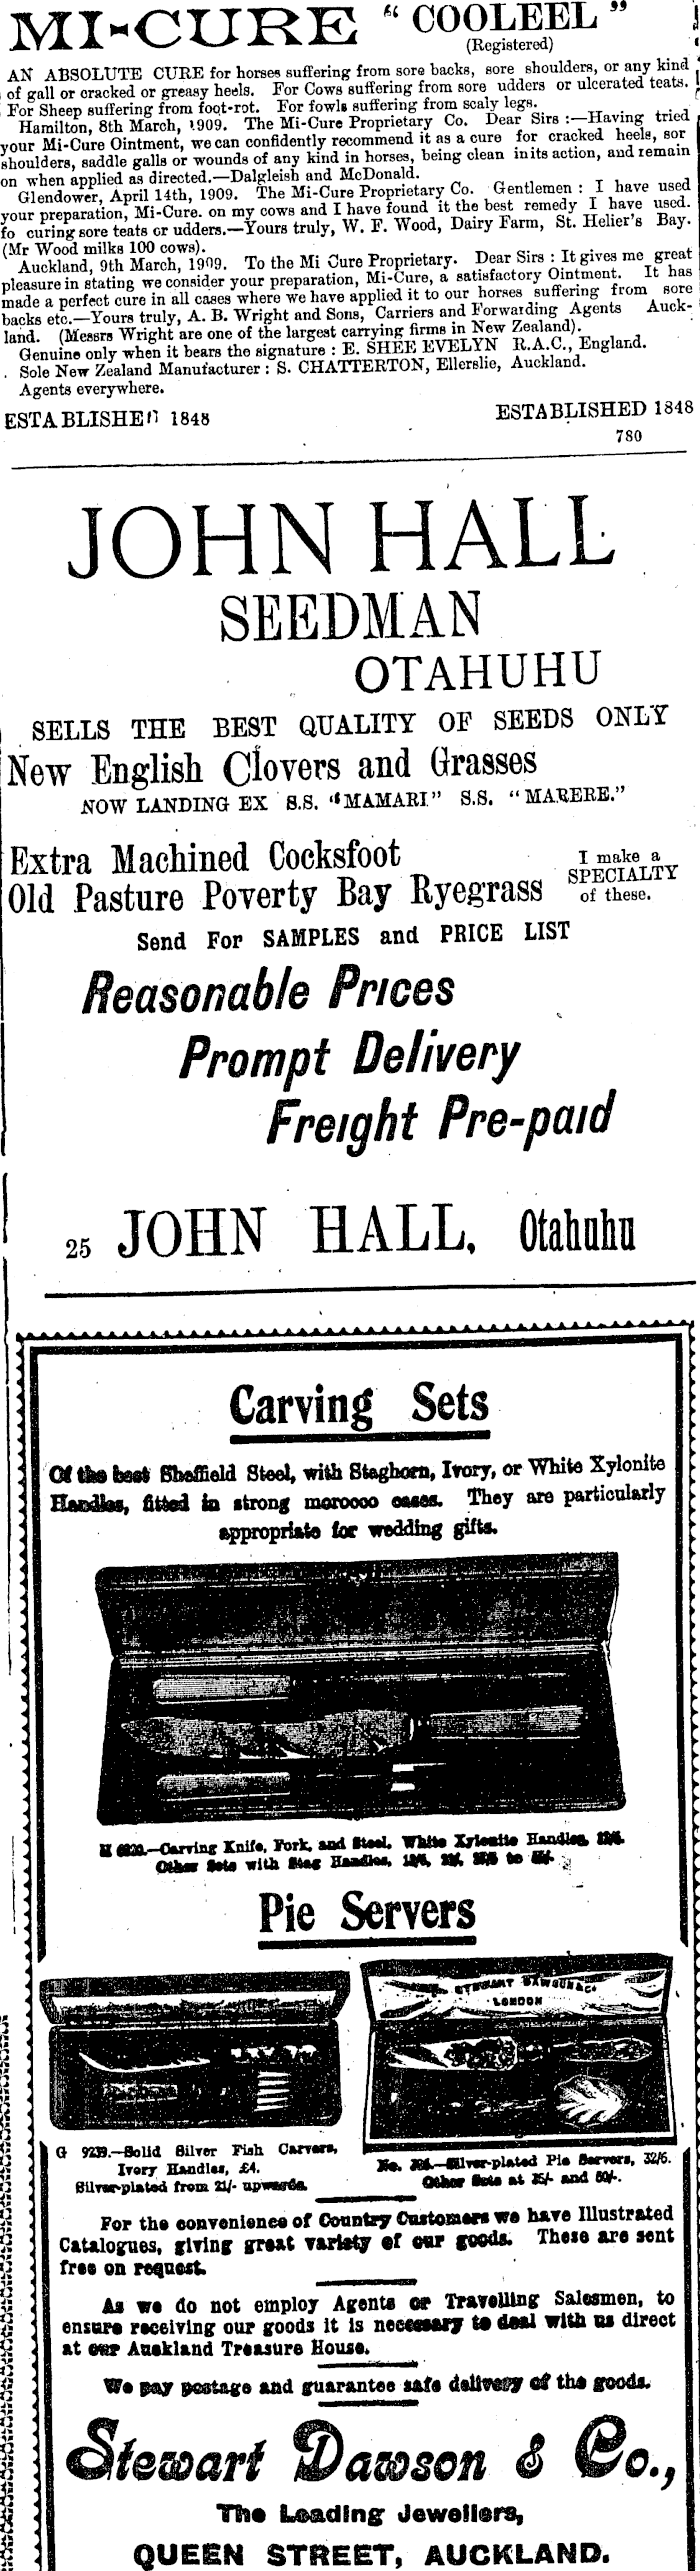 MI-CURE "COOLEEL"
(Registered)
AN ABSOLUTE CURE for horses suffering from sore backs, sore shoulders, or any kind
of gall or cracked or greasy heels. For Cows suffering from sore udders or ulcerated teats.
For Sheep suffering from foot-rot. For fowls suffering from scaly legs.
Hamilton, 8th March, 1909. The Mi-Cure Proprietary Co. Dear Sirs :—Having tried
your Mi-Cure Ointment, we can confidently recommend it as a cure for cracked heels, sor
shoulders, saddle galls or wounds of any kind in horses, being clean inits action, and remain
on when applied as directed.—Dalgleish and McDonald.
Glendower, April 14th, 1909. The Mi-Cure Proprietary Co. Gentlemen : I have used
your preparation, Mi-Cure. on my cows and I have found it the best remedy I have used.
fo curing sore teats or udders.—Yours truly, W. F. Wood, Dairy Farm, St. Helier's Bay.
(Mr Wood milks 100 cows).
Auckland, 9th March, 1909. To the Mi Cure Proprietary. Dear Sirs : It gives me great
pleasure in stating we consider your preparation, Mi-Cure, a satisfactory Ointment. It has
made a perfect cure in all cases where we have applied it to our horses suffering from sore
backs etc.—Yours truly, A. B. Wright and Sons, Carriers and Forwarding Agents Auck-
land. (Messrs Wright are one of the largest carrying firms in New Zealand).
Genuine only when it bears the signature : E. SHEE EVELYN R.A.C., England.
Sole New Zealand Manufacturer : S. CHATTERTON, Ellerslie, Auckland.
Agents everywhere.
ESTABLISHED 1848 ESTABLISHED 1848
780
JOHN HALL
SEEDMAN
OTAHUHU
SELLS THE BEST QUALITY OF SEEDS ONLY
New English Clovers and Grasses
NOW LANDING EX S.S. "MAMARI" S.S. "MARERE."
Extra Machined Cocksfoot
Old Pasture Poverty Bay Ryegrass
I make a
SPECIALTY
of these.
Send For SAMPLES and PRICE LIST
Reasonable Prices
Prompt Delivery
Freight Pre-paid
25 JOHN HALL, Otahuhu
Carving Sets
Of the best Sheffield Steel, with Staghorn, Ivory, or White Xylonite
Handles, fitted in strong morocco cases. They are particularly
appropriate for wedding gifts.
Carving Knife, Fork, and Steel, White Xylonite Handles,
Other Sets with Stag Handles,
Pie Servers
STEWART DAWSON & Co.
LONDON
G 9239.—Solid Silver Fish Carvers,
Ivory Handles, £4.
Silver-plated from 21/- upwards.
No. Silver-plated Pie Servers, 32/6.
Other Sets at and
For the convenience of Country Customers we have Illustrated
Catalogues, giving great variety of our goods. These are sent
free on request.
As we do not employ Agents or Travelling Salesmen, to
ensure receiving our goods it is necessary to deal with us direct
at our Auckland Treasure House.
We pay postage and guarantee safe delivery of the goods.
Stewart Dawson & Co.,
The Leading Jewellers,
QUEEN STREET, AUCKLAND.